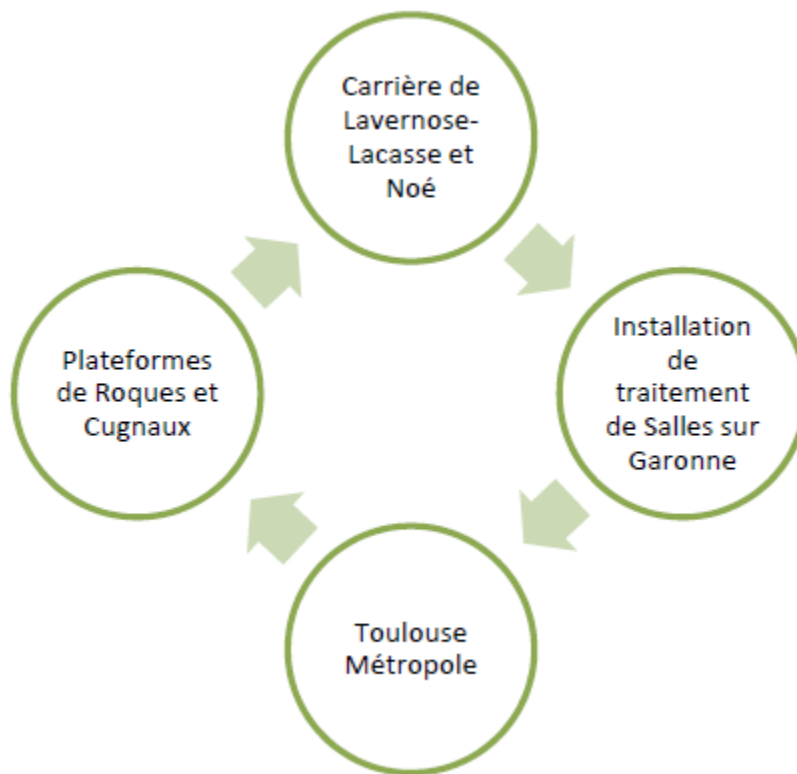 Carrière de
Lavernose-
Lacasse et
Noé
Installation
de
traitement
de Salles sur
Garonne
Toulouse
Métropole
Plateformes
de Roques et
Cugnaux